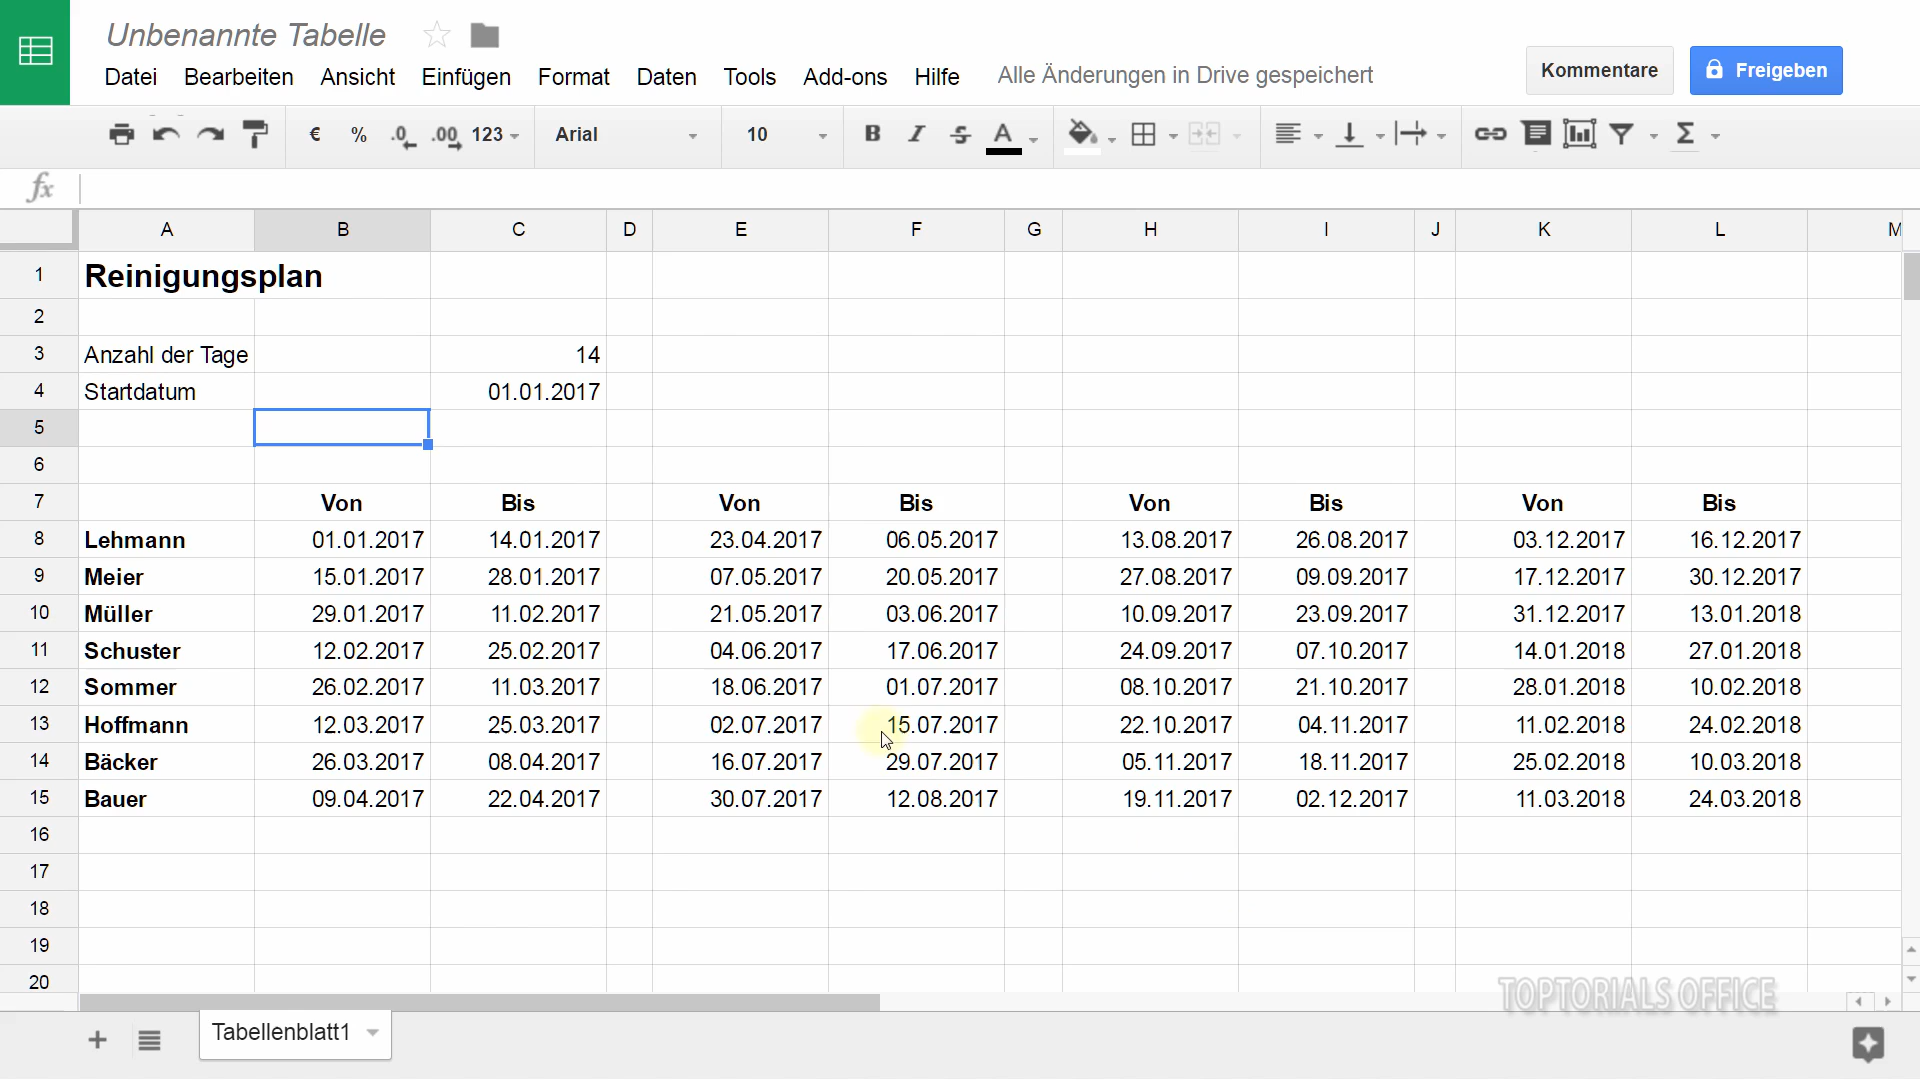 Unbenannte Tabelle
Datei Bearbeiten Ansicht Einfügen Format Daten Tools Add-ons Hilfe Alle Änderungen in Drive gespeichert
Kommentare Freigeben
€ % .0 .00 123 Arial 10 B I S A Σ
fx
A B C D E F G H I J K L M
1 Reinigungsplan
2
3 Anzahl der Tage 14
4 Startdatum 01.01.2017
5
6
7 Von Bis Von Bis Von Bis Von Bis
8 Lehmann 01.01.2017 14.01.2017 23.04.2017 06.05.2017 13.08.2017 26.08.2017 03.12.2017 16.12.2017
9 Meier 15.01.2017 28.01.2017 07.05.2017 20.05.2017 27.08.2017 09.09.2017 17.12.2017 30.12.2017
10 Müller 29.01.2017 11.02.2017 21.05.2017 03.06.2017 10.09.2017 23.09.2017 31.12.2017 13.01.2018
11 Schuster 12.02.2017 25.02.2017 04.06.2017 17.06.2017 24.09.2017 07.10.2017 14.01.2018 27.01.2018
12 Sommer 26.02.2017 11.03.2017 18.06.2017 01.07.2017 08.10.2017 21.10.2017 28.01.2018 10.02.2018
13 Hoffmann 12.03.2017 25.03.2017 02.07.2017 15.07.2017 22.10.2017 04.11.2017 11.02.2018 24.02.2018
14 Bäcker 26.03.2017 08.04.2017 16.07.2017 29.07.2017 05.11.2017 18.11.2017 25.02.2018 10.03.2018
15 Bauer 09.04.2017 22.04.2017 30.07.2017 12.08.2017 19.11.2017 02.12.2017 11.03.2018 24.03.2018
16
17
18
19
20
TOPTORIALS OFFICE
Tabellenblatt1